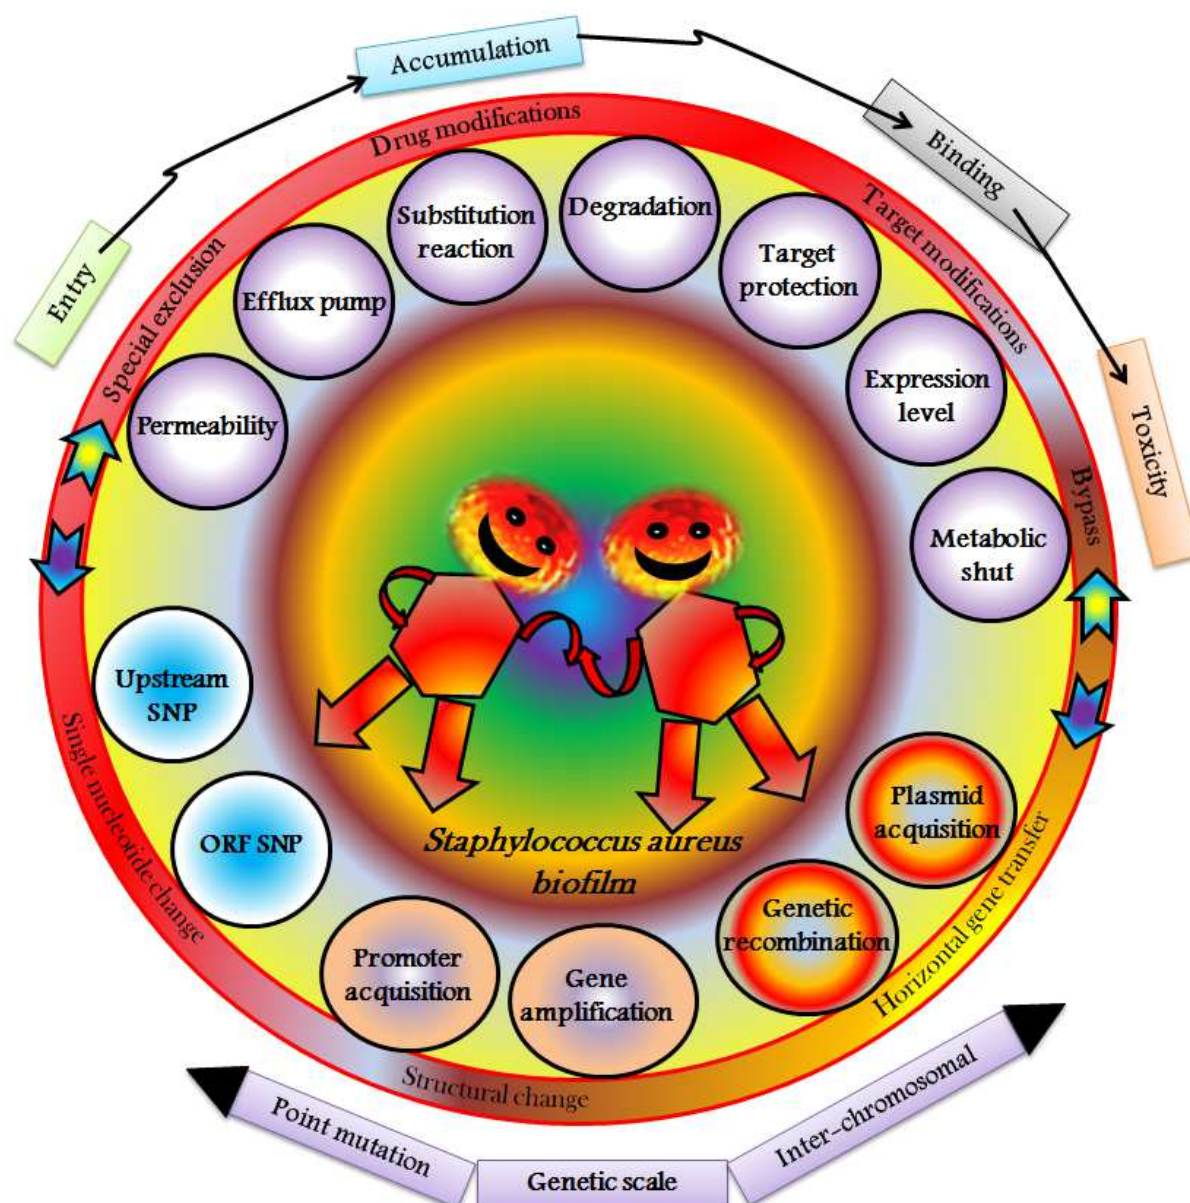 Entry
Accumulation
Binding
Toxicity
Special exclusion
Drug modifications
Target modifications
Bypass
Permeability
Efflux pump
Substitution
reaction
Degradation
Target
protection
Expression
level
Metabolic
shut
Upstream
SNP
ORF SNP
Promoter
acquisition
Gene
amplification
Genetic
recombination
Plasmid
acquisition
Staphylococcus aureus
biofilm
Single nucleotide change
Structural change
Horizontal gene transfer
Point mutation
Genetic scale
Inter-chromosomal